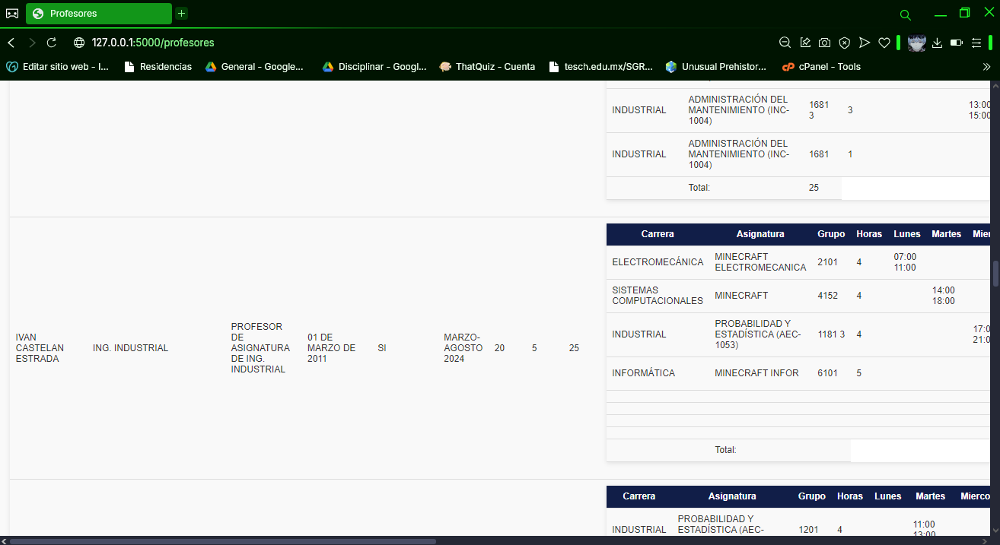 Profesores
127.0.0.1:5000/profesores
Editar sitio web - I... Residencias General - Google... Disciplinar - Googl... ThatQuiz - Cuenta tesch.edu.mx/SGR... Unusual Prehistor... cPanel - Tools
INDUSTRIAL
ADMINISTRACIÓN DEL
MANTENIMIENTO (INC-
1004)
1681
3
3
13:00
15:00
INDUSTRIAL
ADMINISTRACIÓN DEL
MANTENIMIENTO (INC-
1004)
1681
1
Total: 25
IVAN
CASTELAN
ESTRADA
ING. INDUSTRIAL
PROFESOR
DE
ASIGNATURA
DE ING.
INDUSTRIAL
01 DE
MARZO DE
2011
SI
MARZO-
AGOSTO
2024
20
5
25
Carrera Asignatura Grupo Horas Lunes Martes Mier
ELECTROMECÁNICA
MINECRAFT
ELECTROMECANICA
2101
4
07:00
11:00
SISTEMAS
COMPUTACIONALES
MINECRAFT
4152
4
14:00
18:00
INDUSTRIAL
PROBABILIDAD Y
ESTADÍSTICA (AEC-
1053)
1181 3
4
17:0
21:0
INFORMÁTICA
MINECRAFT INFOR
6101
5
Total:
Carrera Asignatura Grupo Horas Lunes Martes Mierco
INDUSTRIAL
PROBABILIDAD Y
ESTADÍSTICA (AEC-
1201
4
11:00
13:00